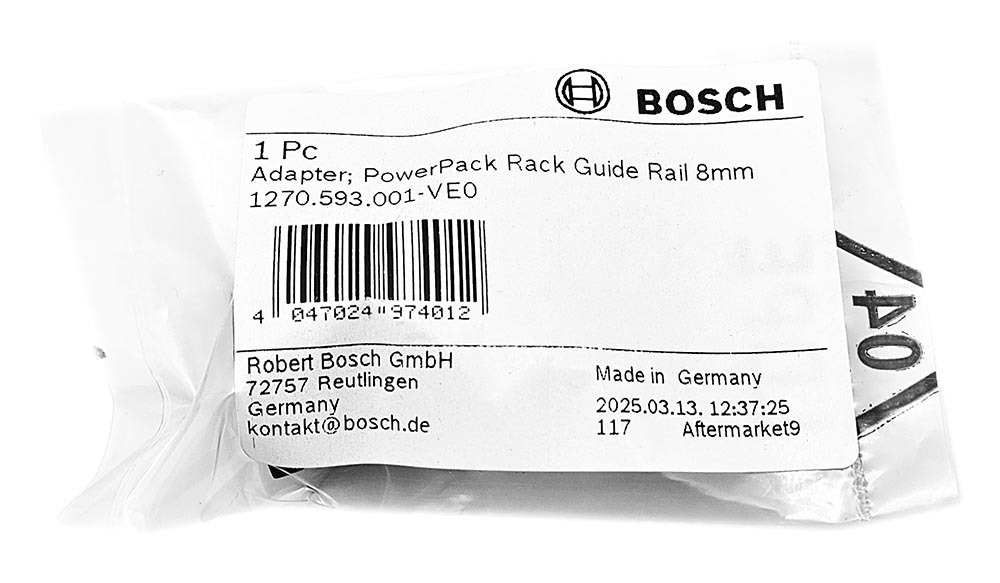 BOSCH
1 Pc
Adapter; PowerPack Rack Guide Rail 8mm
1270.593.001-VE0
4 047024 974012
Robert Bosch GmbH
72757 Reutlingen
Germany
kontakt@bosch.de
Made in Germany
2025.03.13. 12:37:25
117 Aftermarket9
04